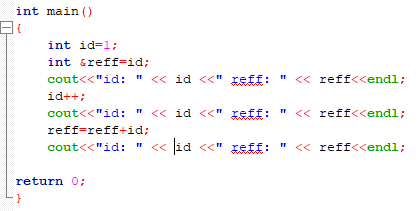 int main()
{
int id=1;
int &reff=id;
cout<<"id: " << id <<" reff: " << reff<<endl;
id++;
cout<<"id: " << id <<" reff: " << reff<<endl;
reff=reff+id;
cout<<"id: " << id <<" reff: " << reff<<endl;
return 0;
}